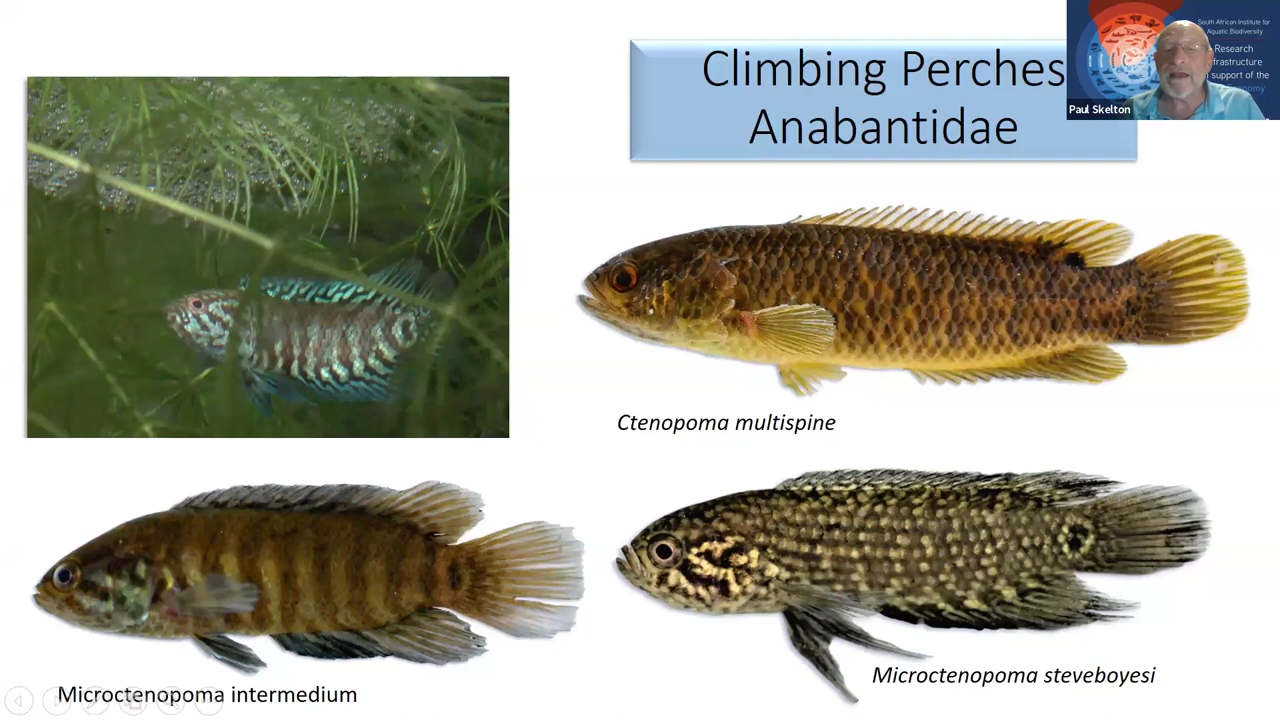 Climbing Perches
Anabantidae
South African Institute for
Aquatic Biodiversity
Research
support of the
Paul Skelton
Ctenopoma multispine
Microctenopoma intermedium
Microctenopoma steveboyesi